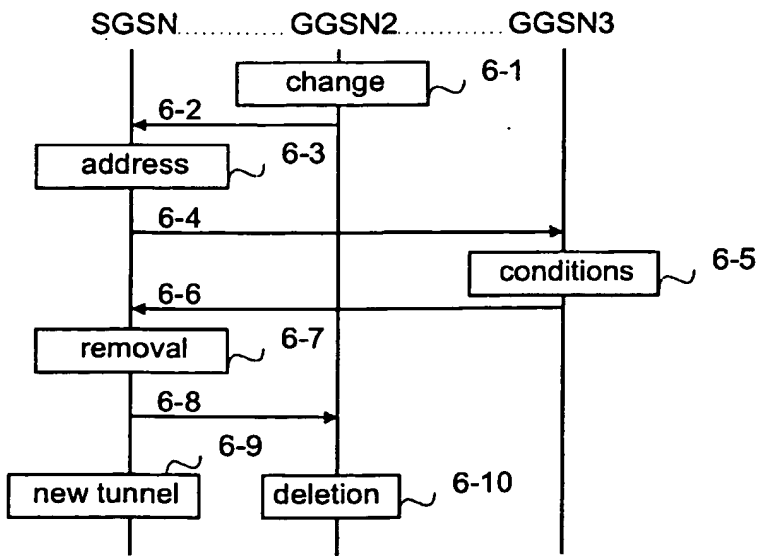 SGSN............GGSN2............GGSN3
change 6-1
6-2
address 6-3
6-4
conditions 6-5
6-6
removal 6-7
6-8
6-9
new tunnel deletion 6-10